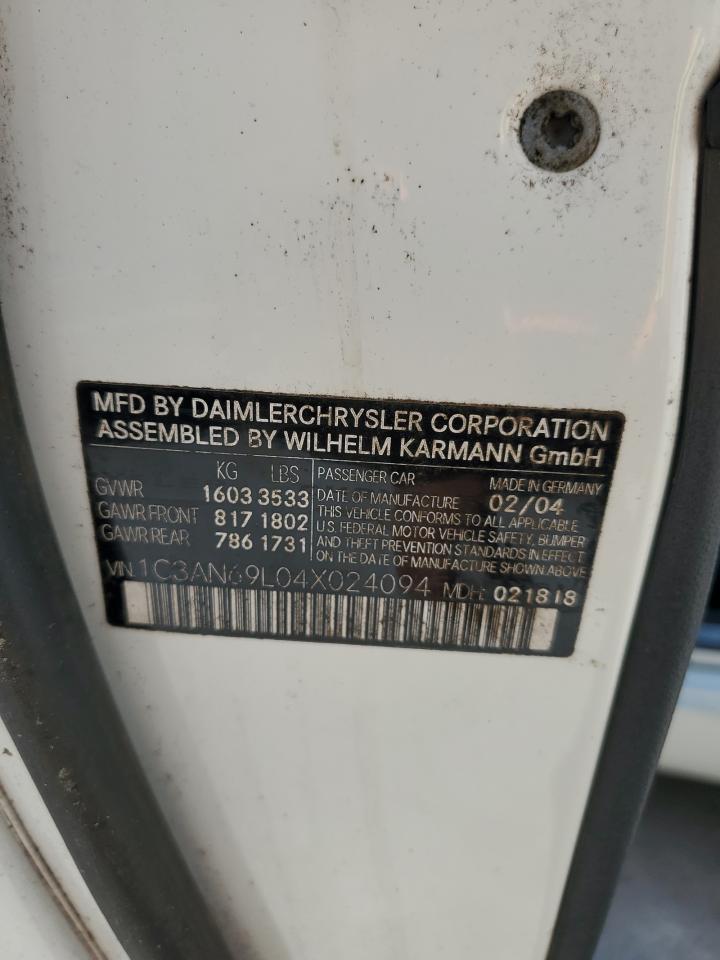 MFD BY DAIMLERCHRYSLER CORPORATION
ASSEMBLED BY WILHELM KARMANN GmbH
KG LBS
GVWR 1603 3533
GAWR FRONT 817 1802
GAWR REAR 786 1731
PASSENGER CAR MADE IN GERMANY
DATE OF MANUFACTURE 02/04
THIS VEHICLE CONFORMS TO ALL APPLICABLE
U.S. FEDERAL MOTOR VEHICLE SAFETY, BUMPER
AND THEFT PREVENTION STANDARDS IN EFFECT
ON THE DATE OF MANUFACTURE SHOWN ABOVE.
VIN 1C3AN69L04X024094 MDH: 021818